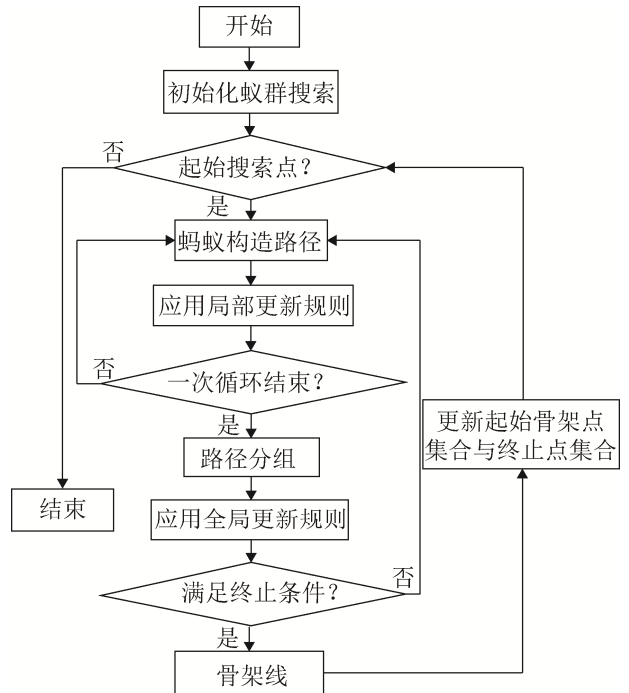 开始
初始化蚁群搜索
否
起始搜索点？
是
蚂蚁构造路径
应用局部更新规则
否
一次循环结束？
是
更新起始骨架点
集合与终止点集合
路径分组
结束
应用全局更新规则
否
满足终止条件？
是
骨架线